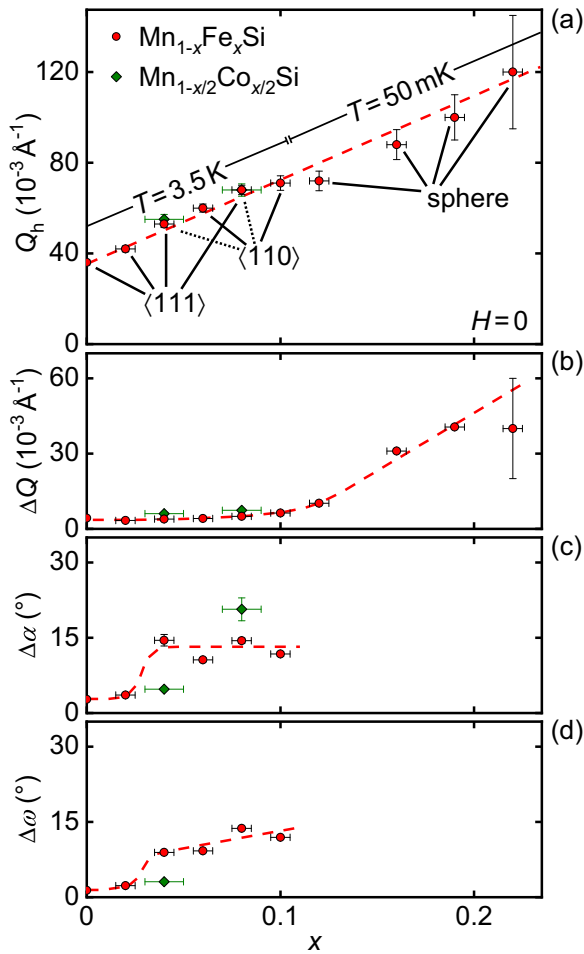 (a)
Mn₁₋ₓFeₓSi
Mn₁₋ₓ/₂Coₓ/₂Si
120
80
40
0
Qₕ (10⁻³ Å⁻¹)
T = 3.5 K
T = 50 mK
sphere
⟨110⟩
⟨111⟩
H = 0
(b)
60
30
0
ΔQ (10⁻³ Å⁻¹)
(c)
30
15
0
Δα (°)
(d)
30
15
0
Δω (°)
0 0.1 0.2
x